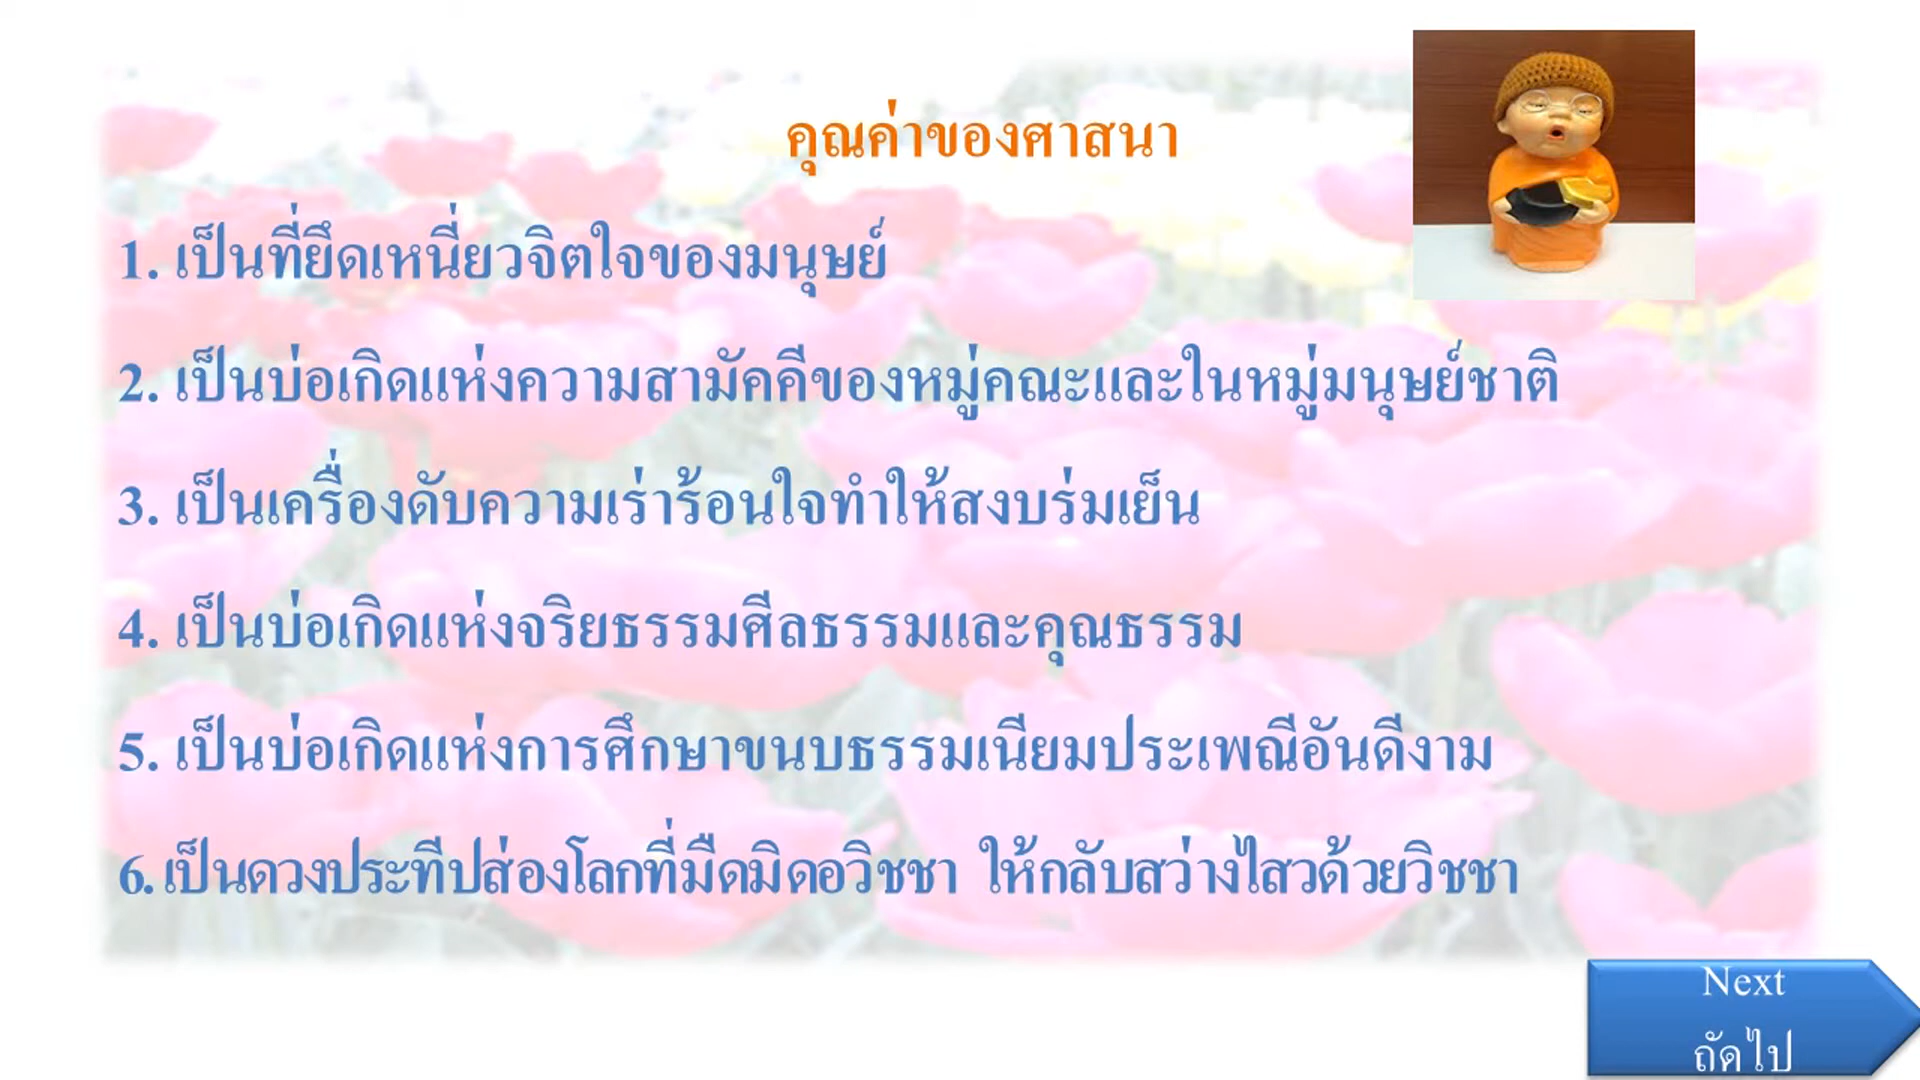 คุณค่าของศาสนา
1. เป็นที่ยึดเหนี่ยวจิตใจของมนุษย์
2. เป็นบ่อเกิดแห่งความสามัคคีของหมู่คณะและในหมู่มนุษย์ชาติ
3. เป็นเครื่องดับความเร่าร้อนใจทำให้สงบร่มเย็น
4. เป็นบ่อเกิดแห่งจริยธรรมศีลธรรมและคุณธรรม
5. เป็นบ่อเกิดแห่งการศึกษาขนบธรรมเนียมประเพณีอันดีงาม
6. เป็นดวงประทีปส่องโลกที่มืดมิดอวิชชา ให้กลับสว่างไสวด้วยวิชชา
Next
ถัดไป